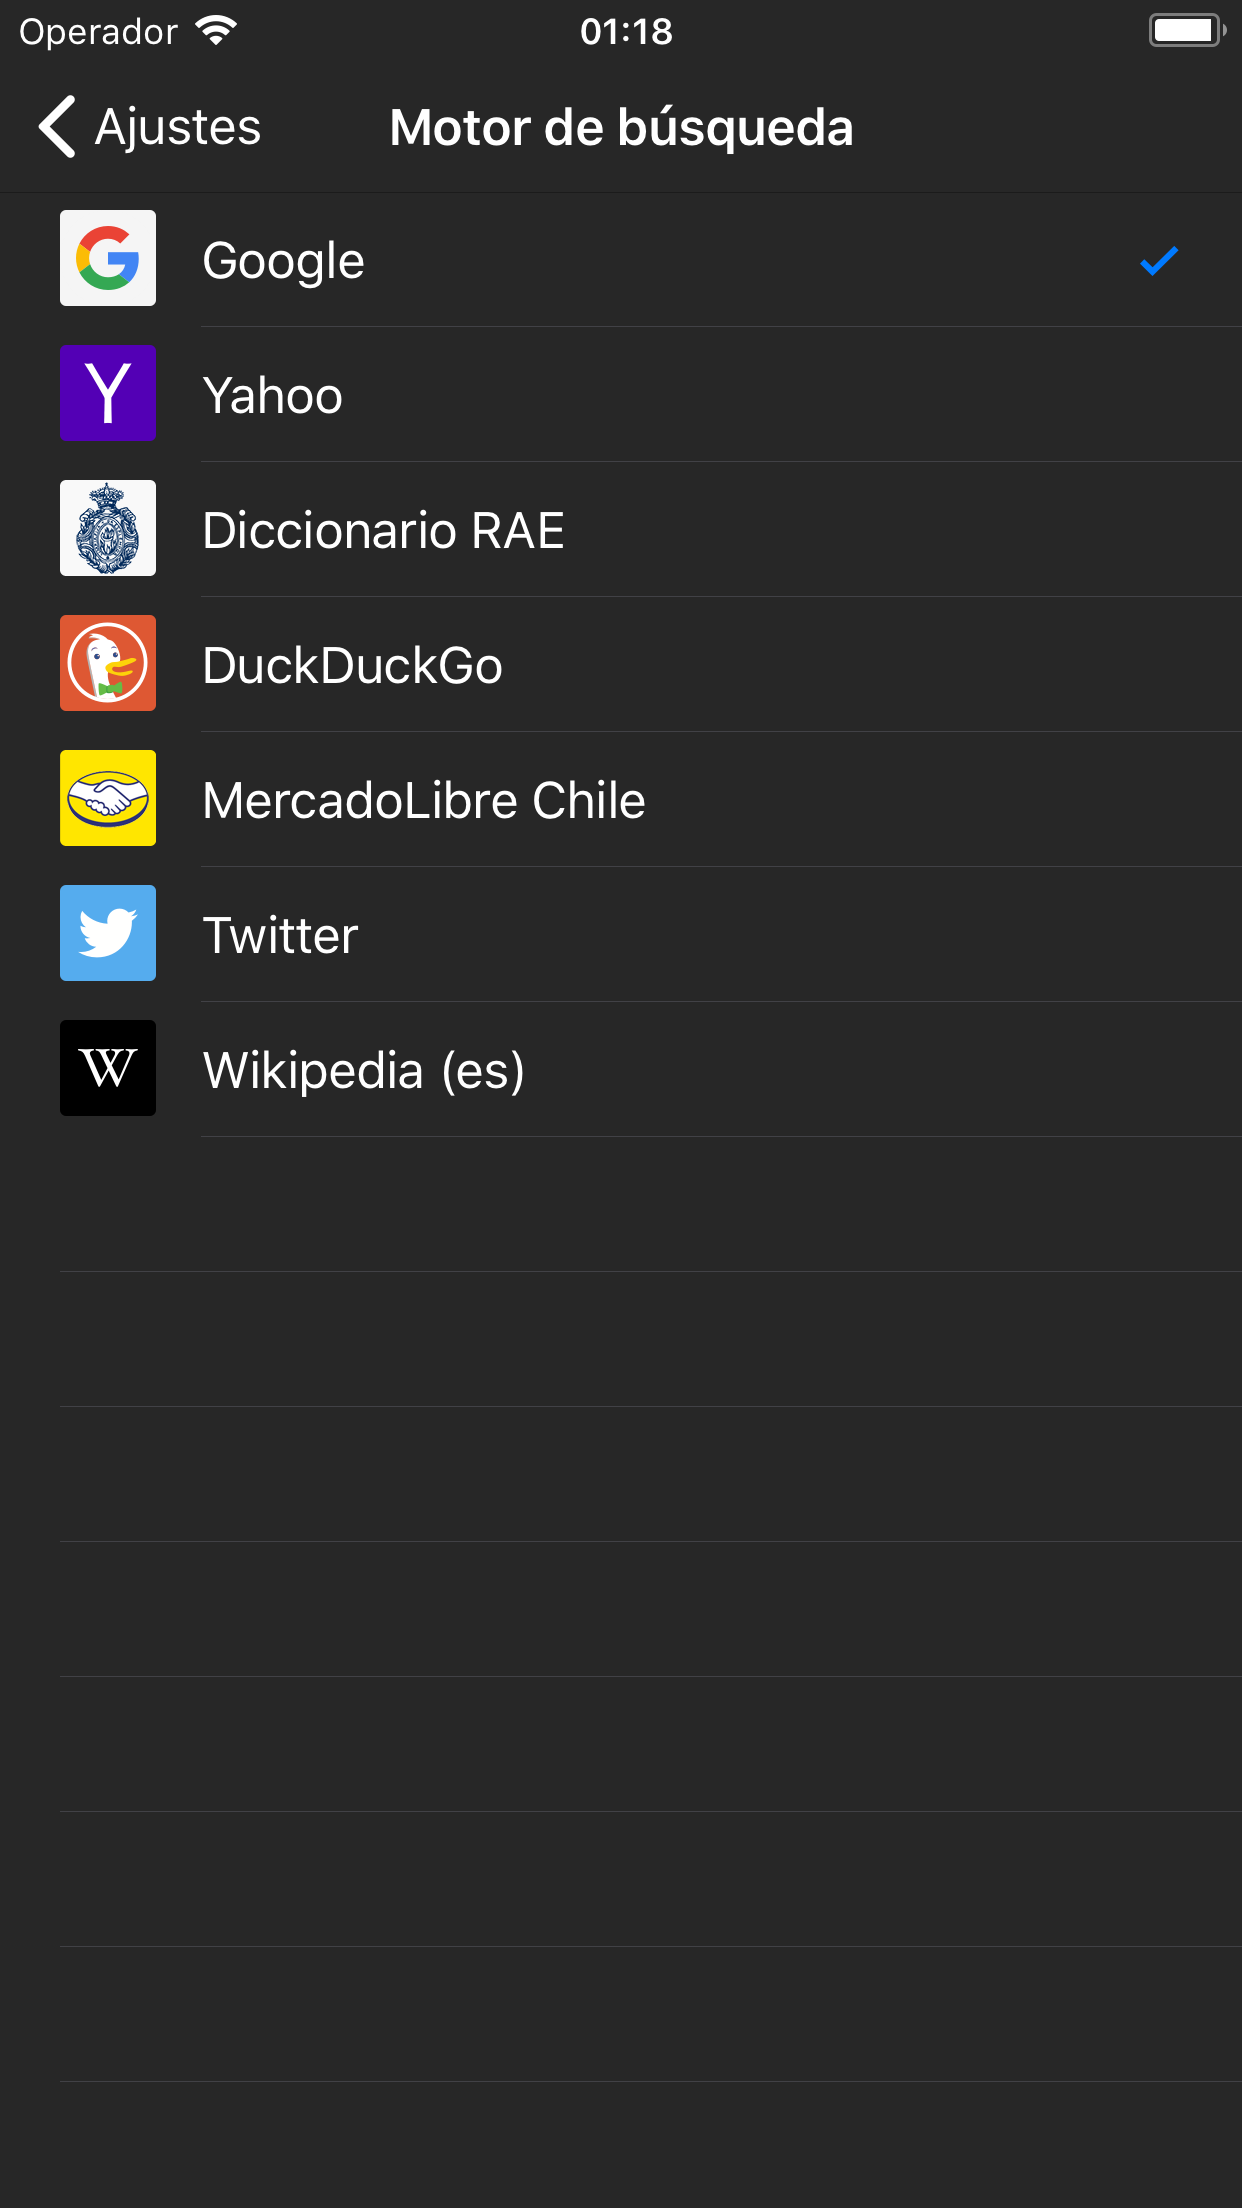 Operador 01:18
Ajustes Motor de búsqueda
Google
Yahoo
Diccionario RAE
DuckDuckGo
MercadoLibre Chile
Twitter
Wikipedia (es)